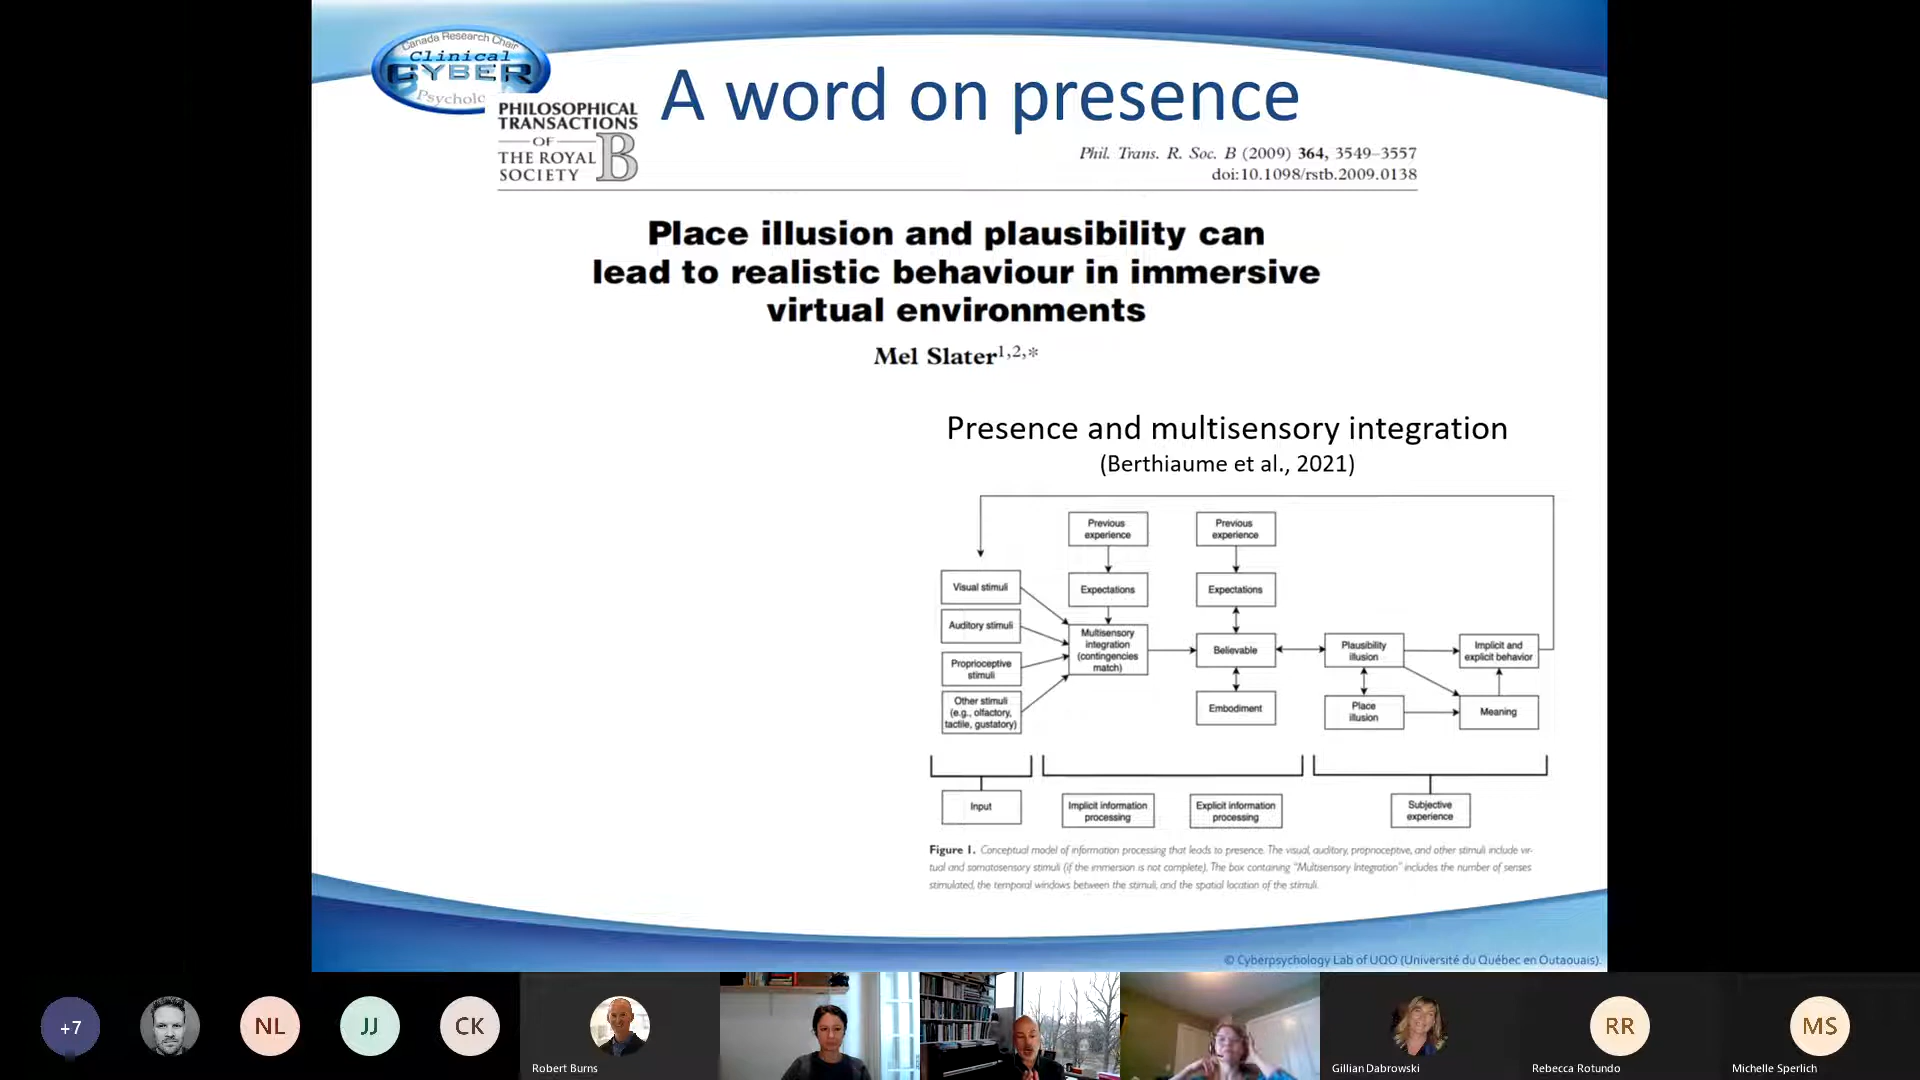 Canada Research Chair
Clinical
CYBER
A word on presence
PHILOSOPHICAL
TRANSACTIONS
OF
THE ROYAL
SOCIETY
B
Phil. Trans. R. Soc. B (2009) 364, 3549–3557
doi:10.1098/rstb.2009.0138
Place illusion and plausibility can
lead to realistic behaviour in immersive
virtual environments
Mel Slater1,2,*
Presence and multisensory integration
(Berthiaume et al., 2021)
Previous
experience
Previous
experience
Visual stimuli
Expectations
Expectations
Auditory stimuli
Proprioceptive
stimuli
Other stimuli
(e.g., olfactory,
tactile, gustatory)
Multisensory
integration
(contingencies
match)
Believable
Embodiment
Plausibility
illusion
Place
illusion
Implicit and
explicit behavior
Meaning
Input
Implicit information
processing
Explicit information
processing
Subjective
experience
Figure 1. Conceptual model of information processing that leads to presence. The visual, auditory, proprioceptive, and other stimuli include vir-
tual and somatosensory stimuli (if the immersion is not complete). The box containing "Multisensory Integration" includes the number of senses
stimulated, the temporal windows between the stimuli, and the spatial location of the stimuli.
© Cyberpsychology Lab of UQO (Université du Québec en Outaouais).
+7
NL
JJ
CK
Robert Burns
Gillian Dabrowski
RR
Rebecca Rotundo
MS
Michelle Sperlich